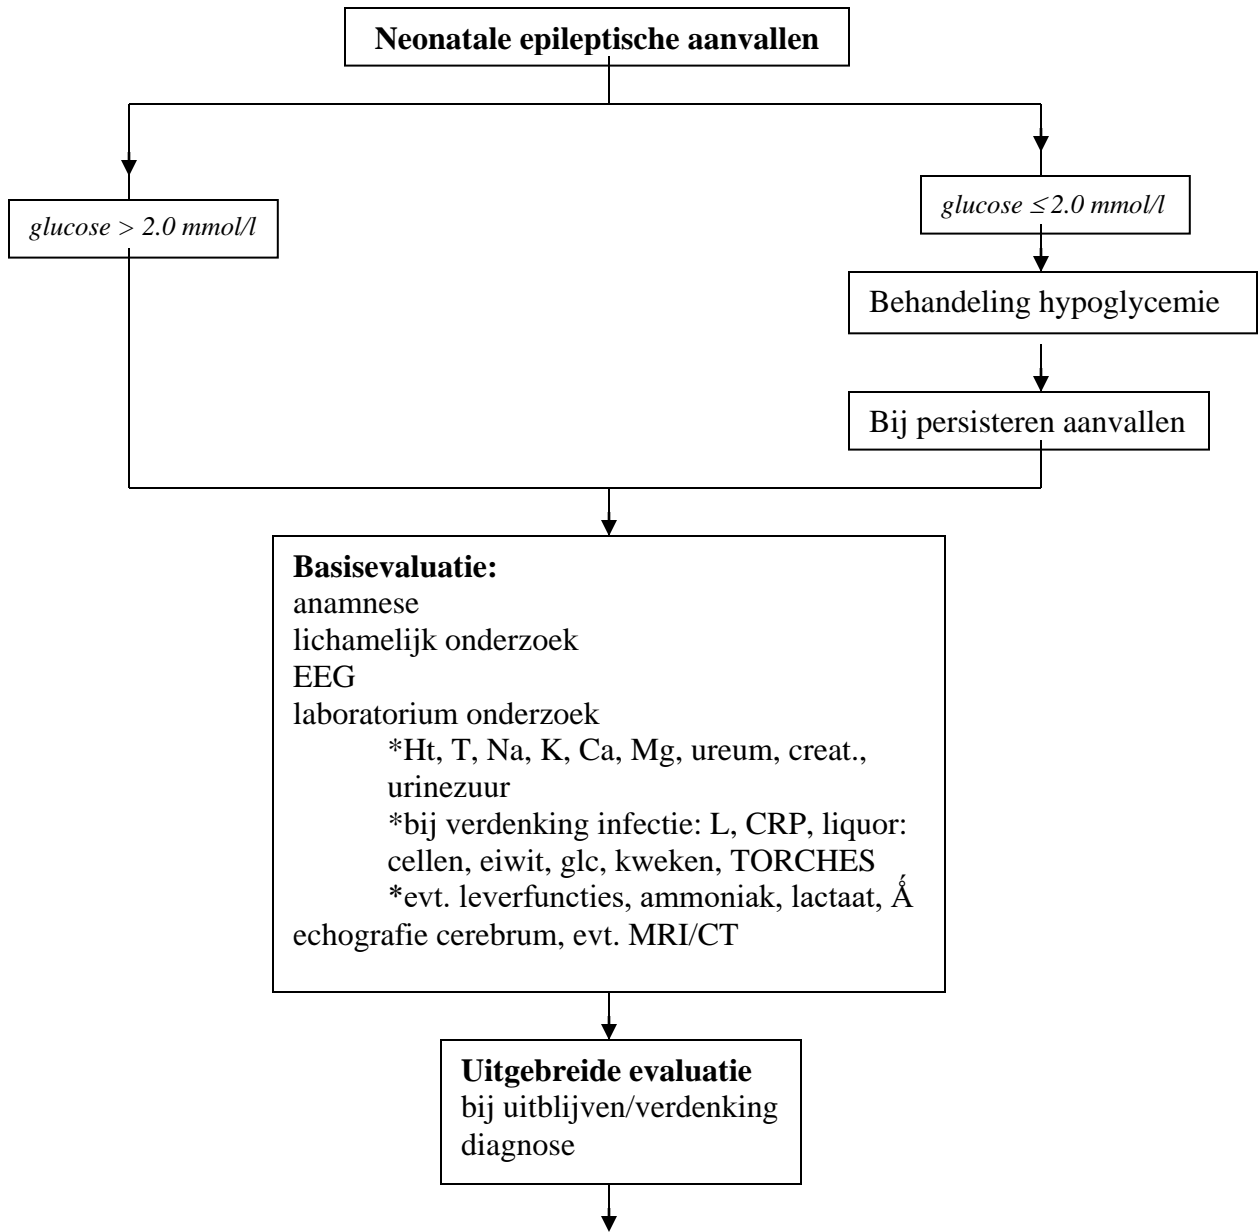 Neonatale epileptische aanvallen
glucose > 2.0 mmol/l
glucose ≤ 2.0 mmol/l
Behandeling hypoglycemie
Bij persisteren aanvallen
Basisevaluatie:
anamnese
lichamelijk onderzoek
EEG
laboratorium onderzoek
*Ht, T, Na, K, Ca, Mg, ureum, creat.,
urinezuur
*bij verdenking infectie: L, CRP, liquor:
cellen, eiwit, glc, kweken, TORCHES
*evt. leverfuncties, ammoniak, lactaat, Ǻ
echografie cerebrum, evt. MRI/CT
Uitgebreide evaluatie
bij uitblijven/verdenking
diagnose